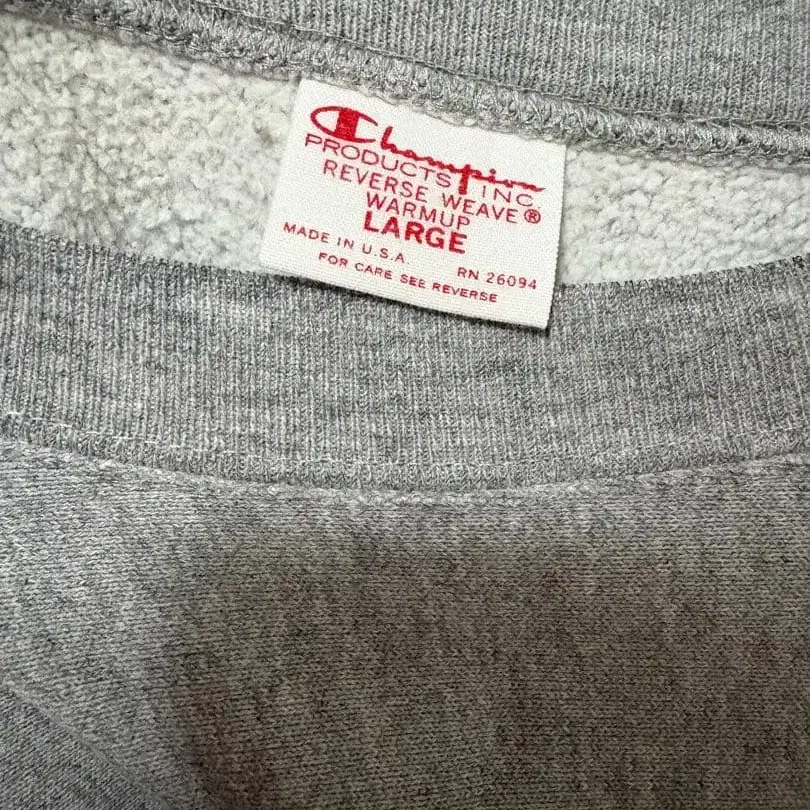 Champion
PRODUCTS INC.
REVERSE WEAVE®
WARMUP
LARGE
MADE IN U.S.A. RN 26094
FOR CARE SEE REVERSE